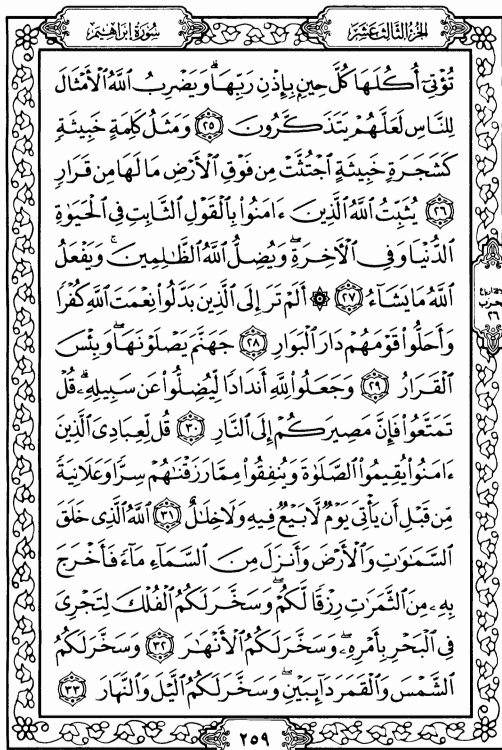 سُورَةُ إِبْرَاهِيمَ
الجُزْءُ الثَّالِثَ عَشَرَ
تُؤْتِىٓ أُكُلَهَا كُلَّ حِينٍۭ بِإِذْنِ رَبِّهَاۗ وَيَضْرِبُ ٱللَّهُ ٱلْأَمْثَالَ
لِلنَّاسِ لَعَلَّهُمْ يَتَذَكَّرُونَ ٢٥ وَمَثَلُ كَلِمَةٍ خَبِيثَةٍ
كَشَجَرَةٍ خَبِيثَةٍ ٱجْتُثَّتْ مِن فَوْقِ ٱلْأَرْضِ مَا لَهَا مِن قَرَارٍ
٢٦ يُثَبِّتُ ٱللَّهُ ٱلَّذِينَ ءَامَنُوا۟ بِٱلْقَوْلِ ٱلثَّابِتِ فِى ٱلْحَيَوٰةِ
ٱلدُّنْيَا وَفِى ٱلْءَاخِرَةِۖ وَيُضِلُّ ٱللَّهُ ٱلظَّٰلِمِينَۚ وَيَفْعَلُ
ٱللَّهُ مَا يَشَآءُ ٢٧ ۞ أَلَمْ تَرَ إِلَى ٱلَّذِينَ بَدَّلُوا۟ نِعْمَتَ ٱللَّهِ كُفْرًا
وَأَحَلُّوا۟ قَوْمَهُمْ دَارَ ٱلْبَوَارِ ٢٨ جَهَنَّمَ يَصْلَوْنَهَاۖ وَبِئْسَ
ٱلْقَرَارُ ٢٩ وَجَعَلُوا۟ لِلَّهِ أَندَادًا لِّيُضِلُّوا۟ عَن سَبِيلِهِۦۗ قُلْ
تَمَتَّعُوا۟ فَإِنَّ مَصِيرَكُمْ إِلَى ٱلنَّارِ ٣٠ قُل لِّعِبَادِىَ ٱلَّذِينَ
ءَامَنُوا۟ يُقِيمُوا۟ ٱلصَّلَوٰةَ وَيُنفِقُوا۟ مِمَّا رَزَقْنَٰهُمْ سِرًّا وَعَلَانِيَةً
مِّن قَبْلِ أَن يَأْتِىَ يَوْمٌ لَّا بَيْعٌ فِيهِ وَلَا خِلَٰلٌ ٣١ ٱللَّهُ ٱلَّذِى خَلَقَ
ٱلسَّمَٰوَٰتِ وَٱلْأَرْضَ وَأَنزَلَ مِنَ ٱلسَّمَآءِ مَآءً فَأَخْرَجَ
بِهِۦ مِنَ ٱلثَّمَرَٰتِ رِزْقًا لَّكُمْۖ وَسَخَّرَ لَكُمُ ٱلْفُلْكَ لِتَجْرِىَ
فِى ٱلْبَحْرِ بِأَمْرِهِۦۖ وَسَخَّرَ لَكُمُ ٱلْأَنْهَٰرَ ٣٢ وَسَخَّرَ لَكُمُ
ٱلشَّمْسَ وَٱلْقَمَرَ دَآئِبَيْنِۖ وَسَخَّرَ لَكُمُ ٱلَّيْلَ وَٱلنَّهَارَ ٣٣
الحزب
٢٦
٢٥٩